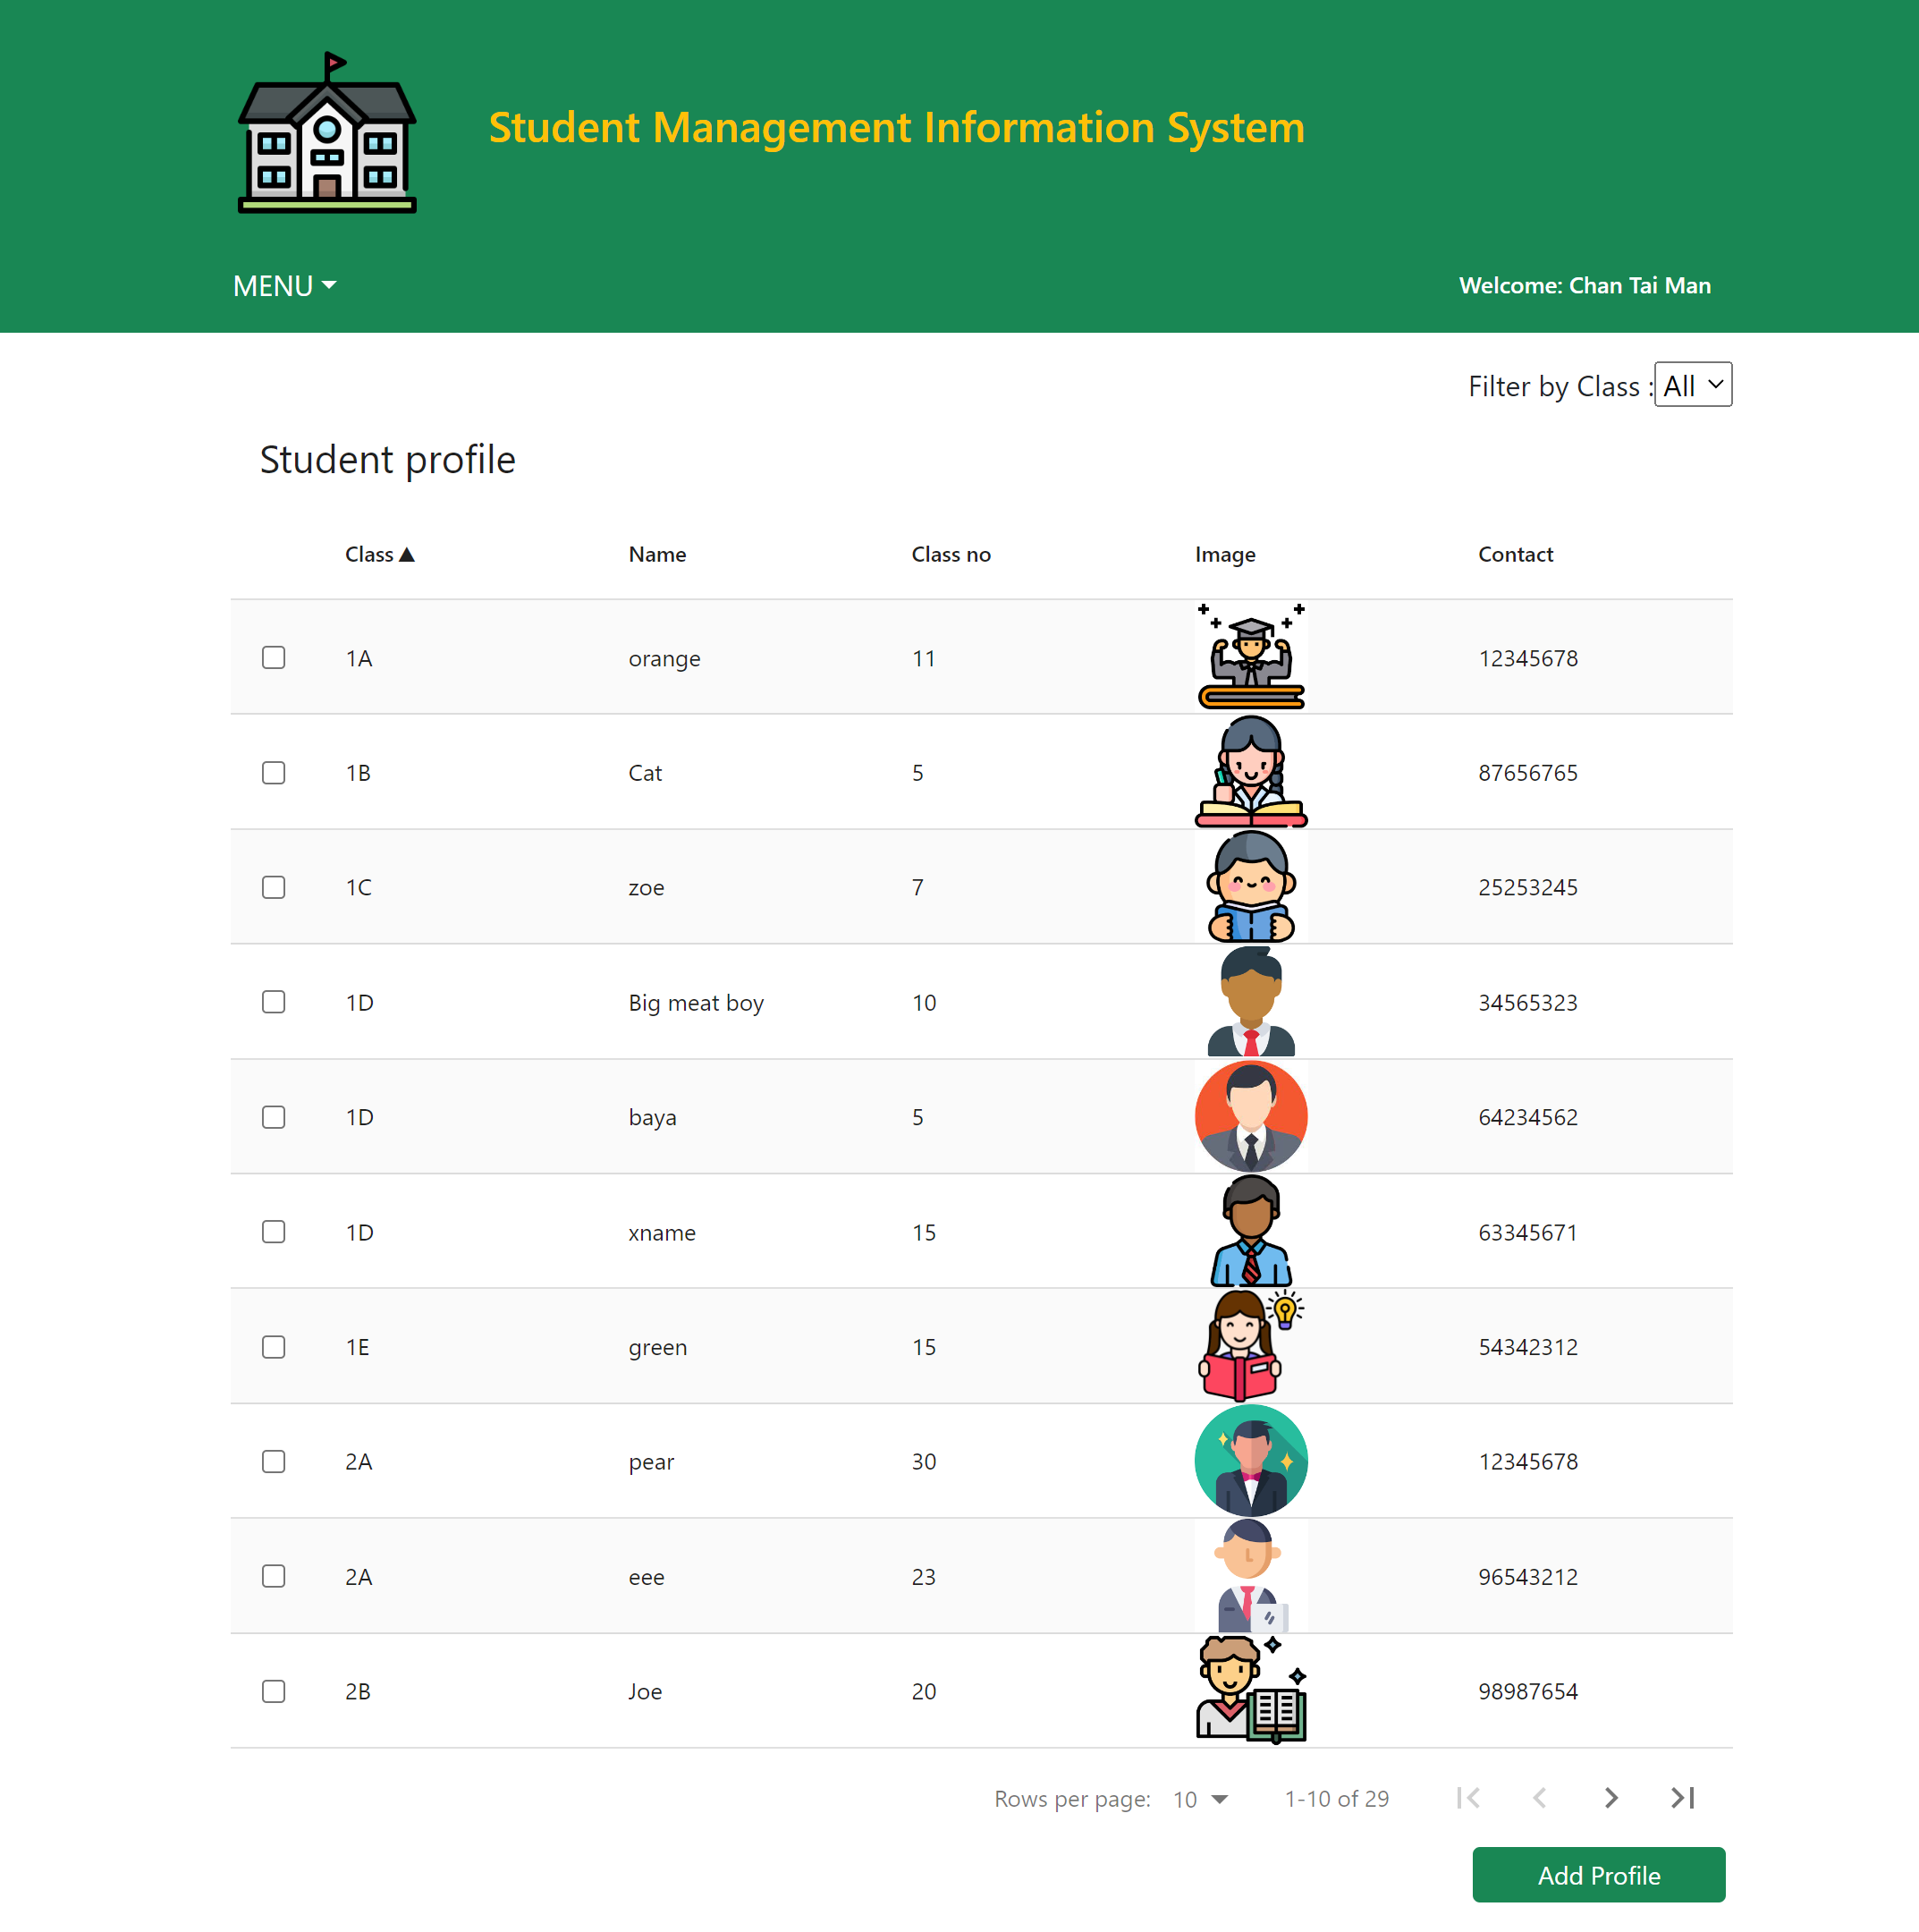 Student Management Information System
MENU
Welcome: Chan Tai Man
Filter by Class : All
Student profile
Class▲ Name Class no Image Contact
1A orange 11 12345678
1B Cat 5 87656765
1C zoe 7 25253245
1D Big meat boy 10 34565323
1D baya 5 64234562
1D xname 15 63345671
1E green 15 54342312
2A pear 30 12345678
2A eee 23 96543212
2B Joe 20 98987654
Rows per page: 10 1-10 of 29
Add Profile